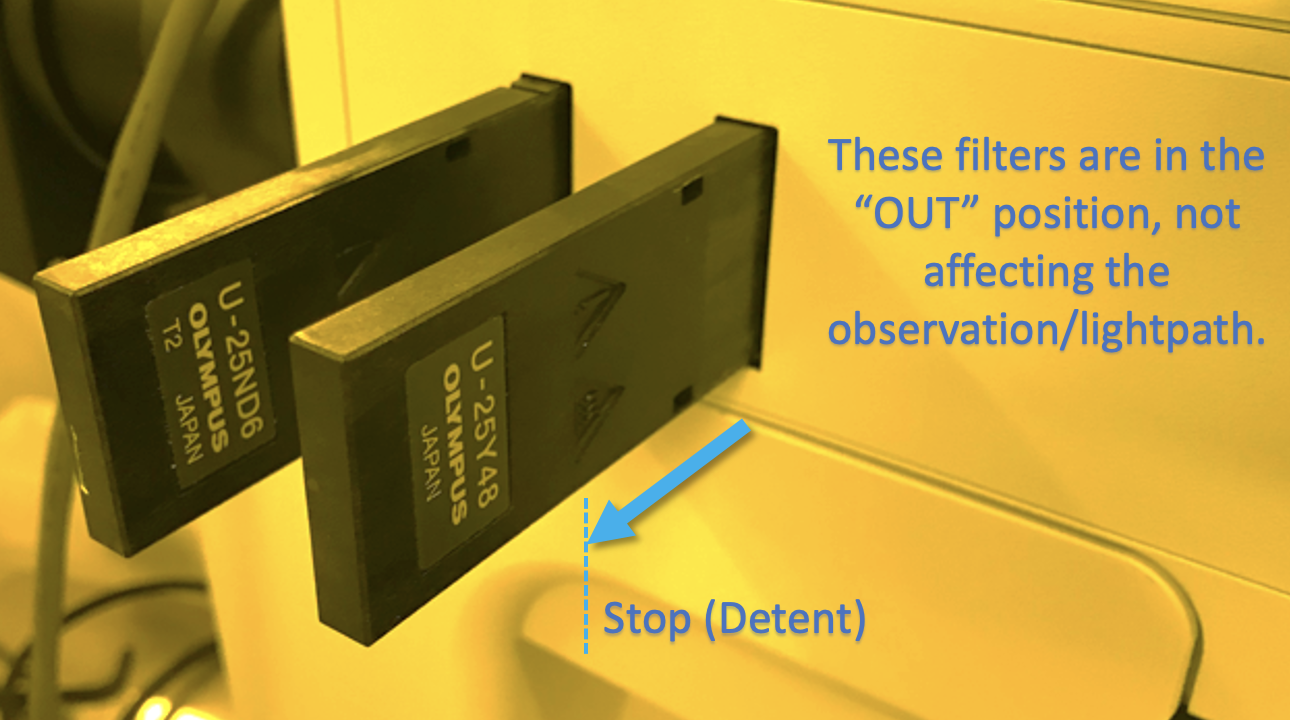 These filters are in the
“OUT” position, not
affecting the
observation/lightpath.
U-25ND6
OLYMPUS
T2 JAPAN
U-25Y48
OLYMPUS
JAPAN
Stop (Detent)